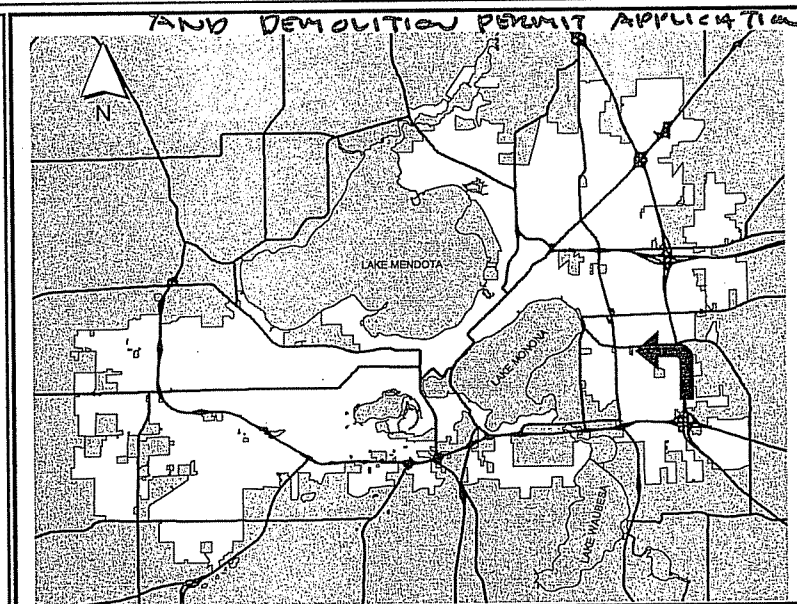 AND DEMOLITION PERMIT APPLICATION
N
LAKE MENDOTA
LAKE MONONA
LAKE WAUBESA